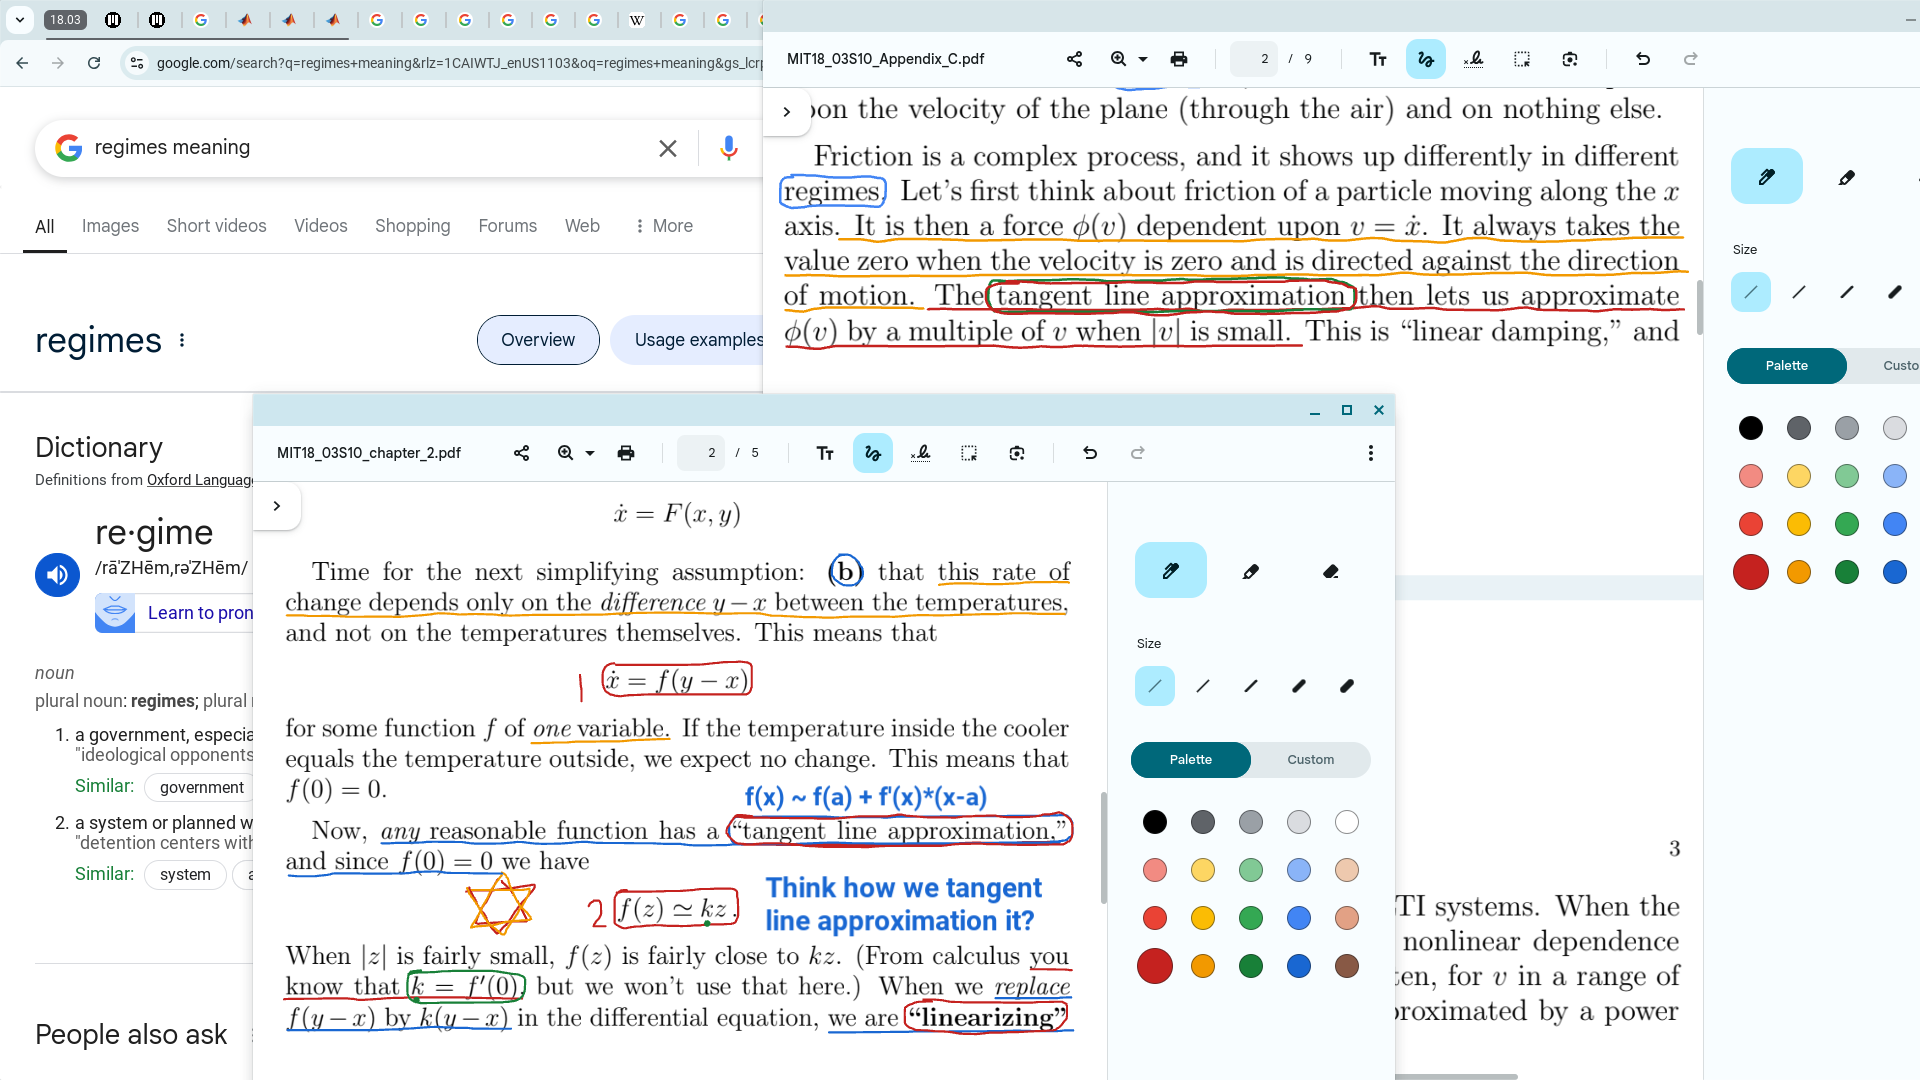 18.03
google.com/search?q=regimes+meaning&rlz=1CAIWTJ_enUS1103&oq=regimes+meaning&gs_lcrp
regimes meaning
All Images Short videos Videos Shopping Forums Web More
regimes
Overview
Usage examples
Dictionary
Definitions from Oxford Language
re·gime
/rāˈZHēm,rəˈZHēm/
Learn to pron
noun
plural noun: regimes; plural
1. a government, especia
"ideological opponents
Similar: government
2. a system or planned w
"detention centers with
Similar: system a
People also ask
MIT18_03S10_Appendix_C.pdf
2 / 9
pon the velocity of the plane (through the air) and on nothing else.
Friction is a complex process, and it shows up differently in different
regimes. Let's first think about friction of a particle moving along the x
axis. It is then a force ϕ(v) dependent upon v = ẋ. It always takes the
value zero when the velocity is zero and is directed against the direction
of motion. The tangent line approximation then lets us approximate
ϕ(v) by a multiple of v when |v| is small. This is “linear damping,” and
3
TI systems. When the
nonlinear dependence
ten, for v in a range of
proximated by a power
Size
Palette Custo
MIT18_03S10_chapter_2.pdf
2 / 5
ẋ = F(x, y)
Time for the next simplifying assumption: (b) that this rate of
change depends only on the difference y − x between the temperatures,
and not on the temperatures themselves. This means that
1 ẋ = f(y − x)
for some function f of one variable. If the temperature inside the cooler
equals the temperature outside, we expect no change. This means that
f(0) = 0.
f(x) ~ f(a) + f'(x)*(x-a)
Now, any reasonable function has a “tangent line approximation,”
and since f(0) = 0 we have
2 f(z) ≃ kz.
Think how we tangent
line approximation it?
When |z| is fairly small, f(z) is fairly close to kz. (From calculus you
know that k = f′(0), but we won't use that here.) When we replace
f(y − x) by k(y − x) in the differential equation, we are “linearizing”
Size
Palette Custom